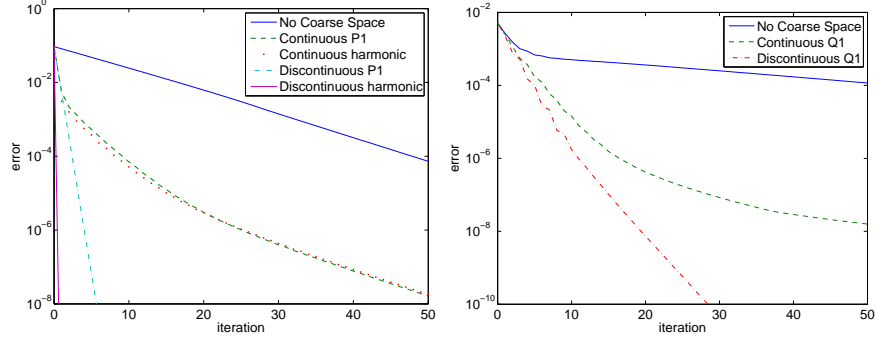 10^0
10^-2
10^-4
10^-6
10^-8
error
0
10
20
30
40
50
iteration
No Coarse Space
Continuous P1
Continuous harmonic
Discontinuous P1
Discontinuous harmonic
10^-2
10^-4
10^-6
10^-8
10^-10
error
0
10
20
30
40
50
iteration
No Coarse Space
Continuous Q1
Discontinuous Q1